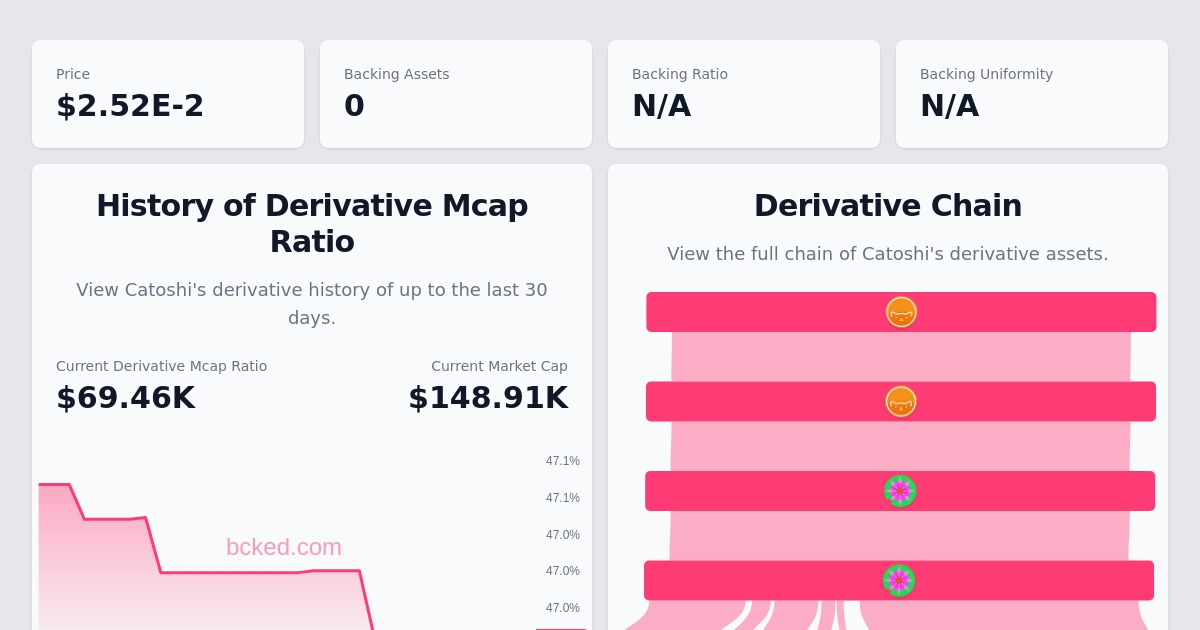 Price
$2.52E-2
Backing Assets
0
Backing Ratio
N/A
Backing Uniformity
N/A
History of Derivative Mcap
Ratio
View Catoshi's derivative history of up to the last 30
days.
Current Derivative Mcap Ratio
$69.46K
Current Market Cap
$148.91K
47.1%
47.1%
47.0%
47.0%
47.0%
bcked.com
Derivative Chain
View the full chain of Catoshi's derivative assets.